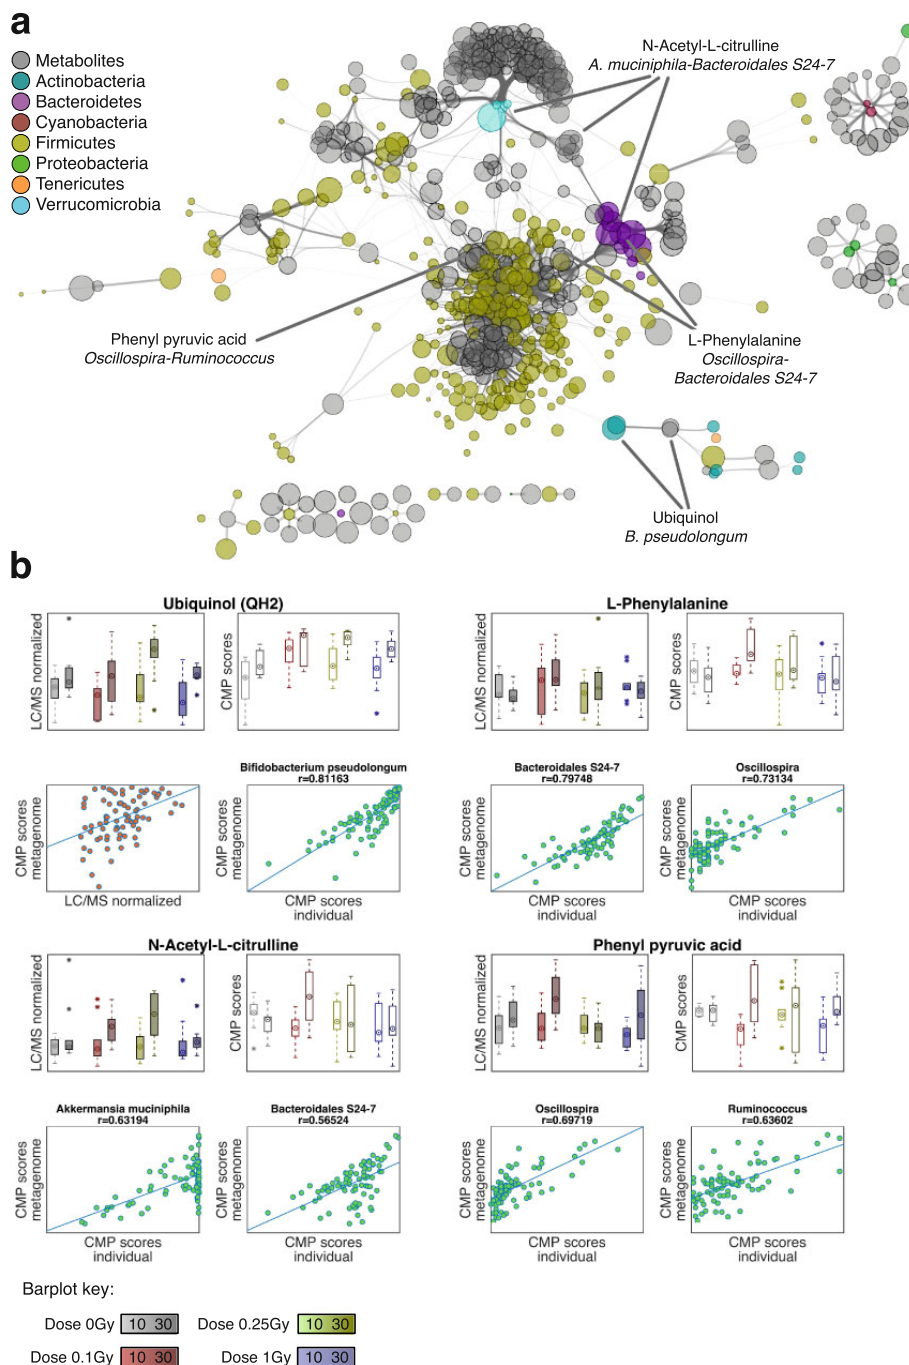 a
Metabolites
Actinobacteria
Bacteroidetes
Cyanobacteria
Firmicutes
Proteobacteria
Tenericutes
Verrucomicrobia
N-Acetyl-L-citrulline
A. muciniphila-Bacteroidales S24-7
Phenyl pyruvic acid
Oscillospira-Ruminococcus
L-Phenylalanine
Oscillospira-
Bacteroidales S24-7
Ubiquinol
B. pseudolongum
b
Ubiquinol (QH2)
LC/MS normalized
CMP scores
CMP scores
metagenome
LC/MS normalized
Bifidobacterium pseudolongum
r=0.81163
CMP scores
metagenome
CMP scores
individual
L-Phenylalanine
LC/MS normalized
CMP scores
Bacteroidales S24-7
r=0.79748
CMP scores
metagenome
CMP scores
individual
Oscillospira
r=0.73134
CMP scores
metagenome
CMP scores
individual
N-Acetyl-L-citrulline
LC/MS normalized
CMP scores
Akkermansia muciniphila
r=0.63194
CMP scores
metagenome
CMP scores
individual
Bacteroidales S24-7
r=0.56524
CMP scores
metagenome
CMP scores
individual
Phenyl pyruvic acid
LC/MS normalized
CMP scores
Oscillospira
r=0.69719
CMP scores
metagenome
CMP scores
individual
Ruminococcus
r=0.63602
CMP scores
metagenome
CMP scores
individual
Barplot key:
Dose 0Gy 10 30
Dose 0.25Gy 10 30
Dose 0.1Gy 10 30
Dose 1Gy 10 30